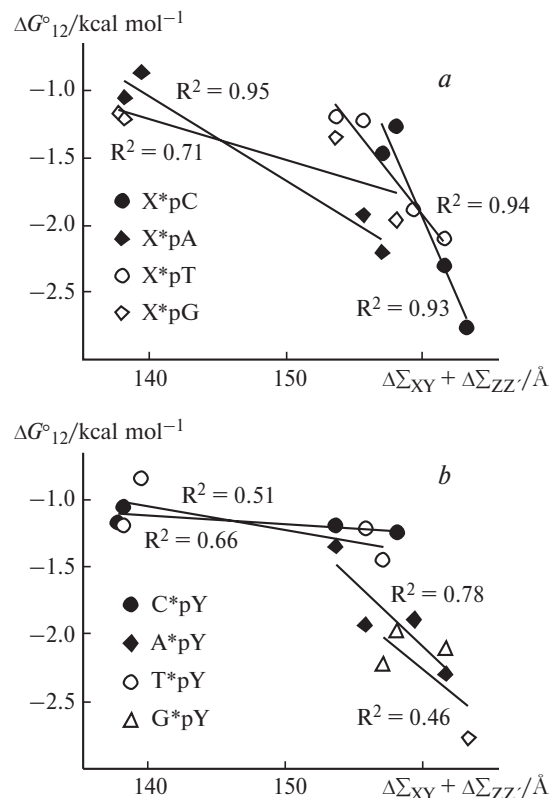 ΔG°₁₂/kcal mol⁻¹
a
−1.0
R² = 0.95
−1.5
R² = 0.71
X*pC
−2.0
R² = 0.94
X*pA
X*pT
−2.5
R² = 0.93
X*pG
140
150
ΔΣXY + ΔΣZZ´/Å
ΔG°₁₂/kcal mol⁻¹
b
−1.0
R² = 0.51
R² = 0.66
−1.5
C*pY
R² = 0.78
−2.0
A*pY
T*pY
−2.5
R² = 0.46
G*pY
140
150
ΔΣXY + ΔΣZZ´/Å